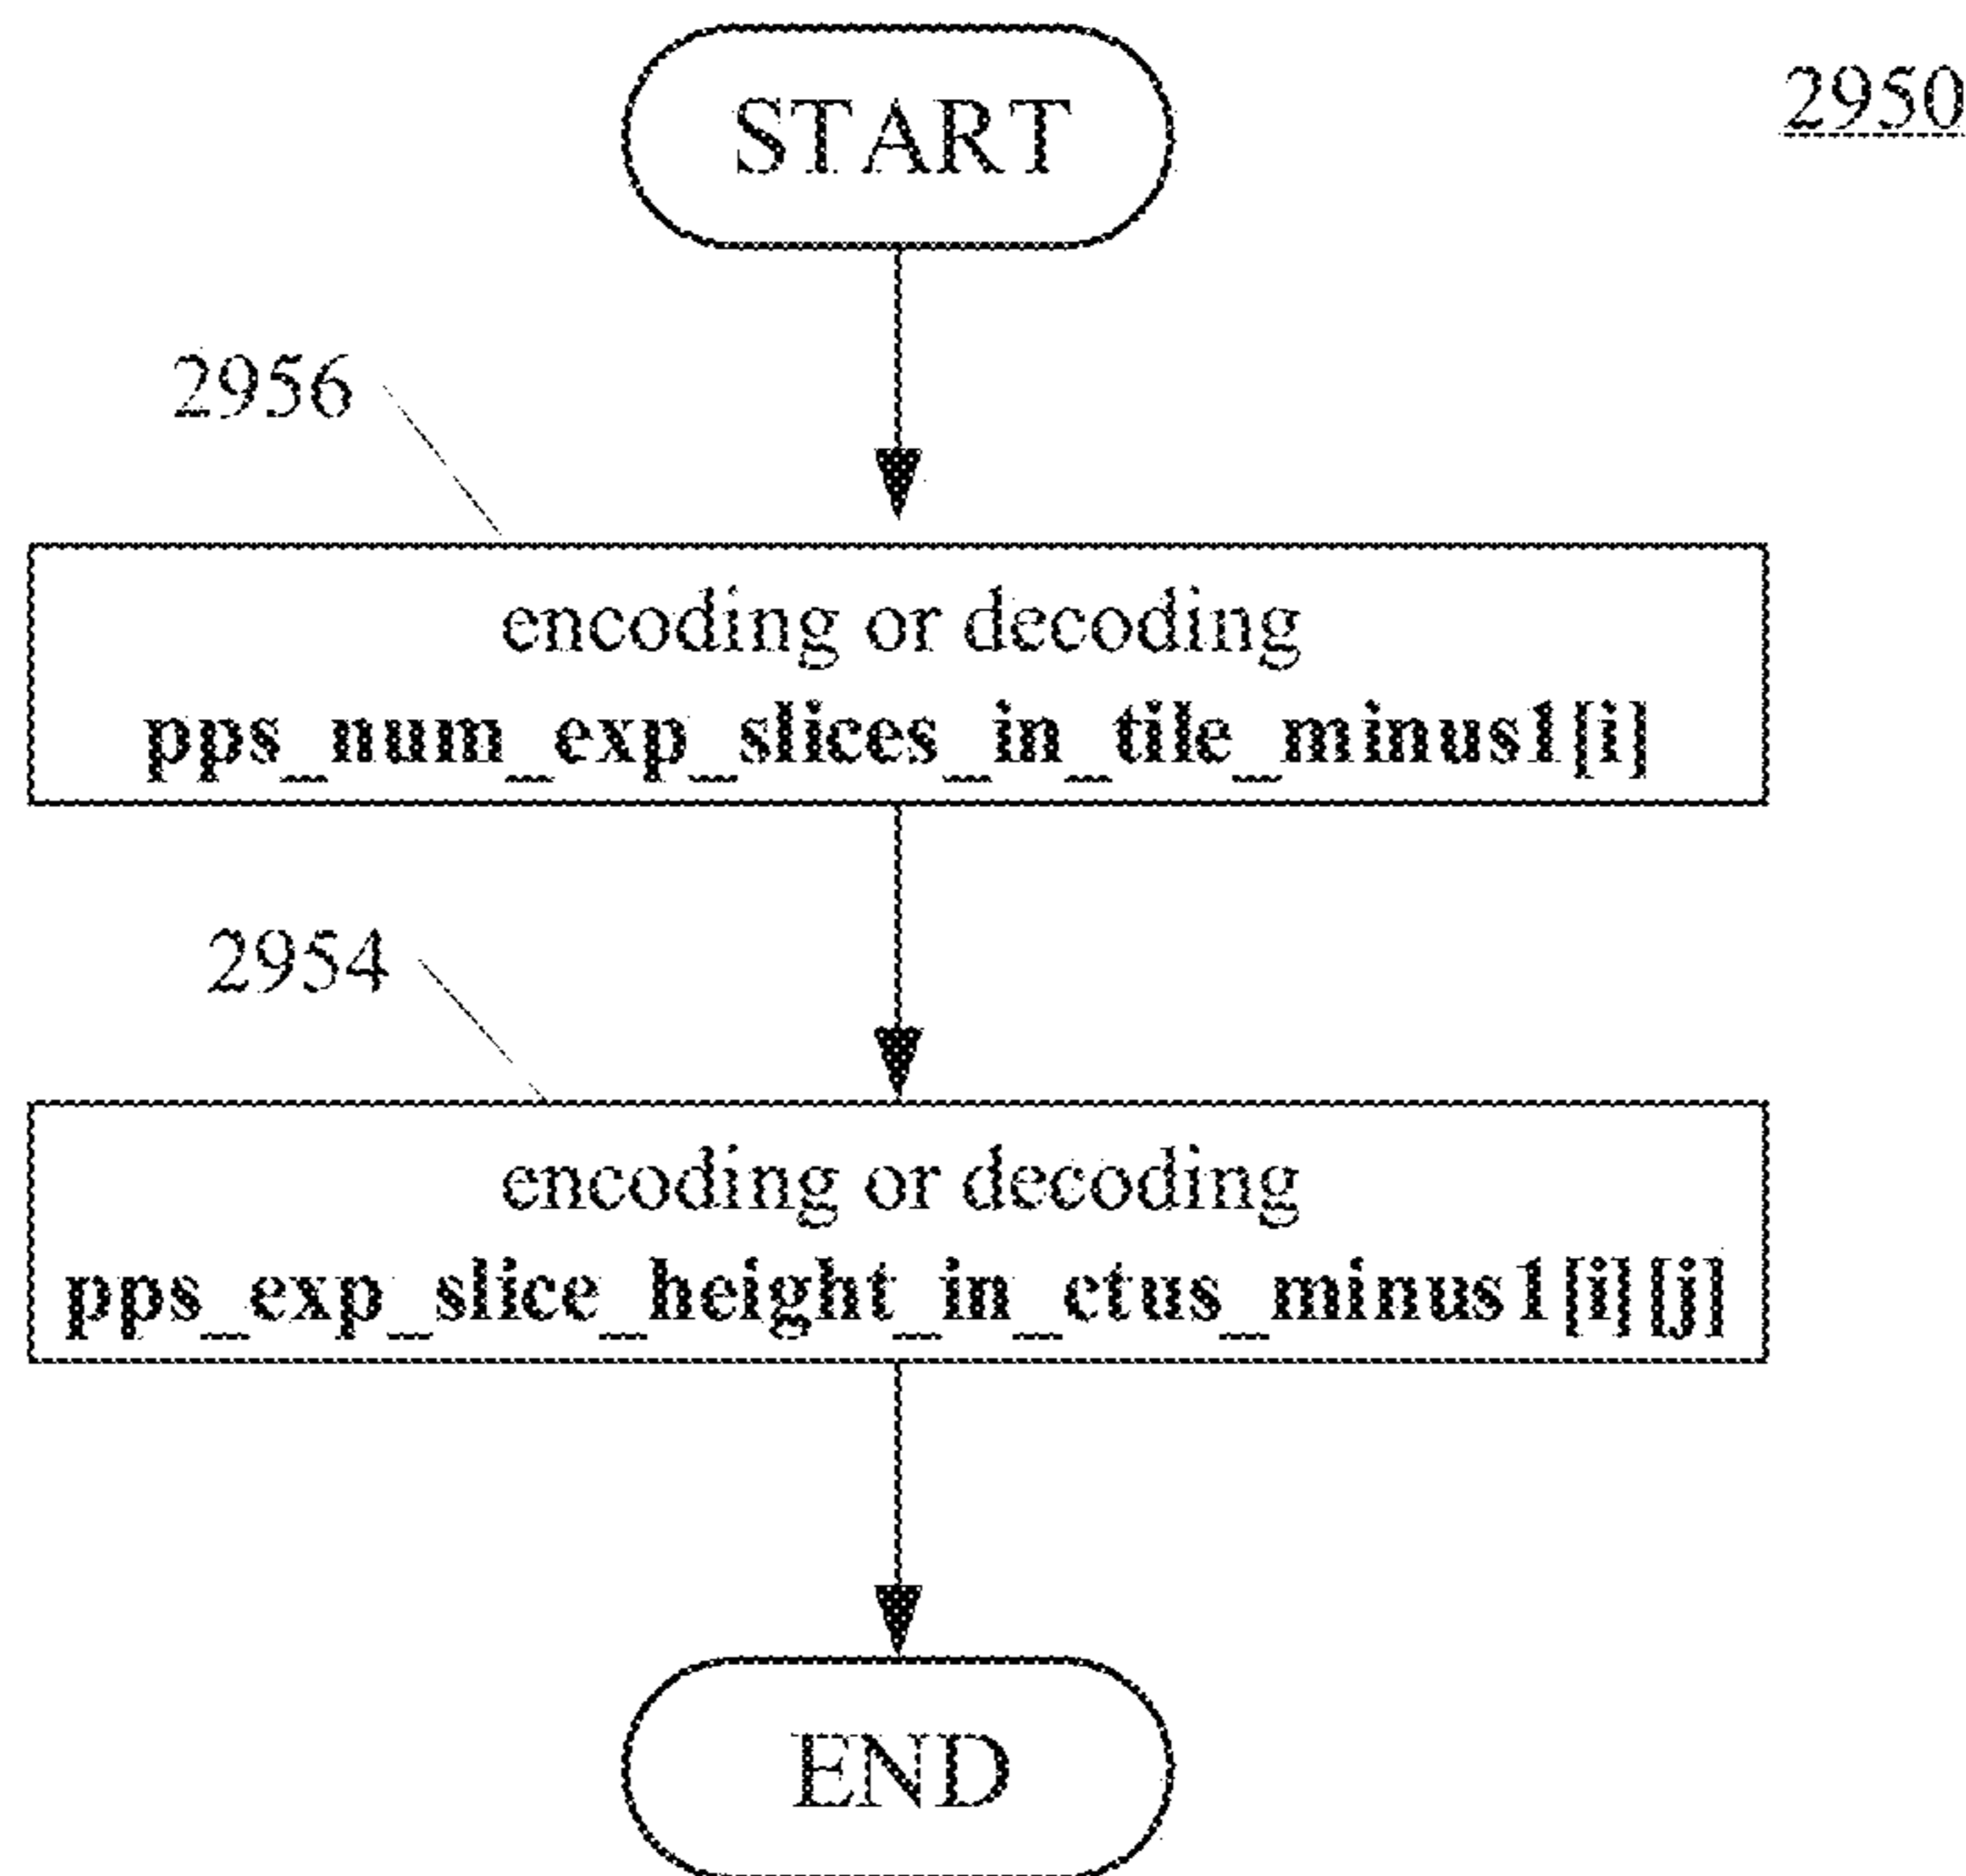 START
2950
2956
encoding or decoding
pps_num_exp_slices_in_tile_minus1[i]
2954
encoding or decoding
pps_exp_slice_height_in_ctus_minus1[i][j]
END